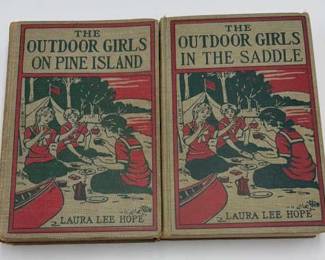 THE
OUTDOOR GIRLS
ON PINE ISLAND
LAURA LEE HOPE
THE
OUTDOOR GIRLS
IN THE SADDLE
LAURA LEE HOPE